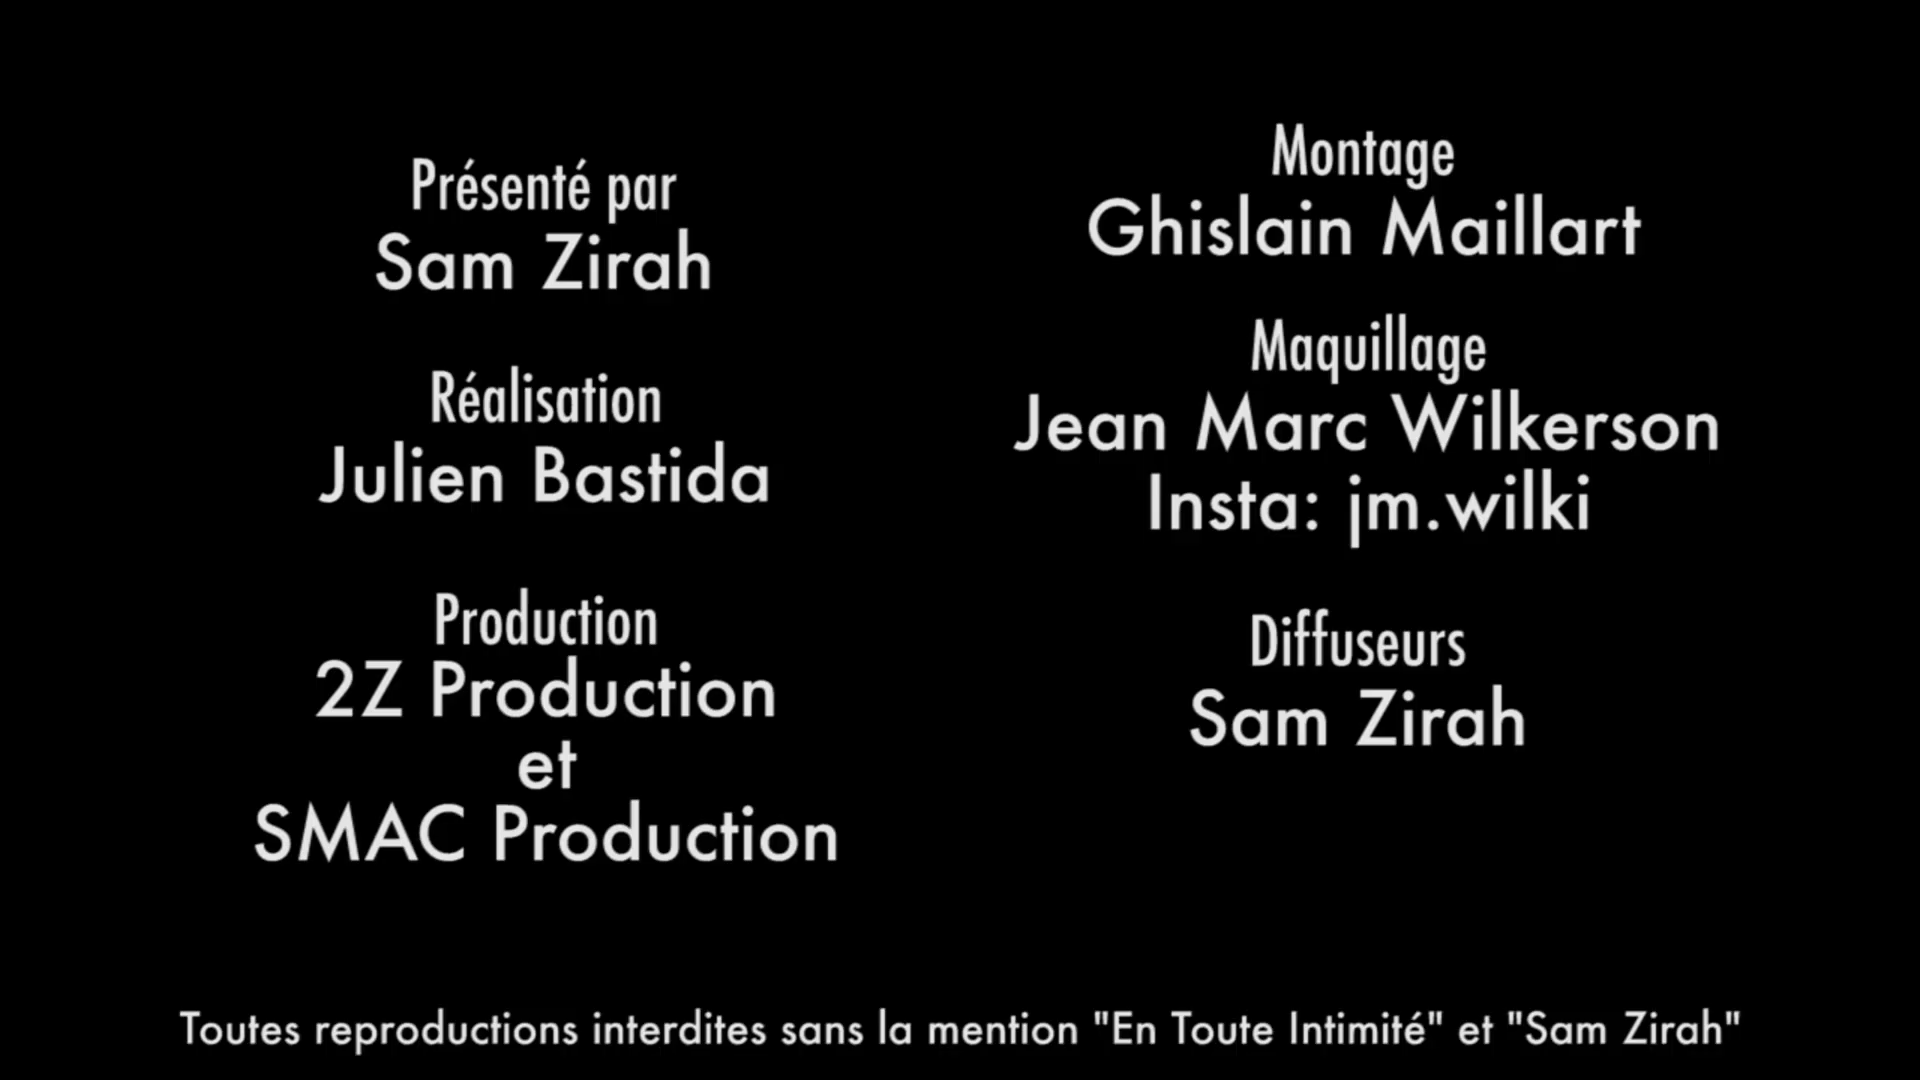 Présenté par
Sam Zirah
Réalisation
Julien Bastida
Production
2Z Production
et
SMAC Production
Montage
Ghislain Maillart
Maquillage
Jean Marc Wilkerson
Insta: jm.wilki
Diffuseurs
Sam Zirah
Toutes reproductions interdites sans la mention "En Toute Intimité" et "Sam Zirah"